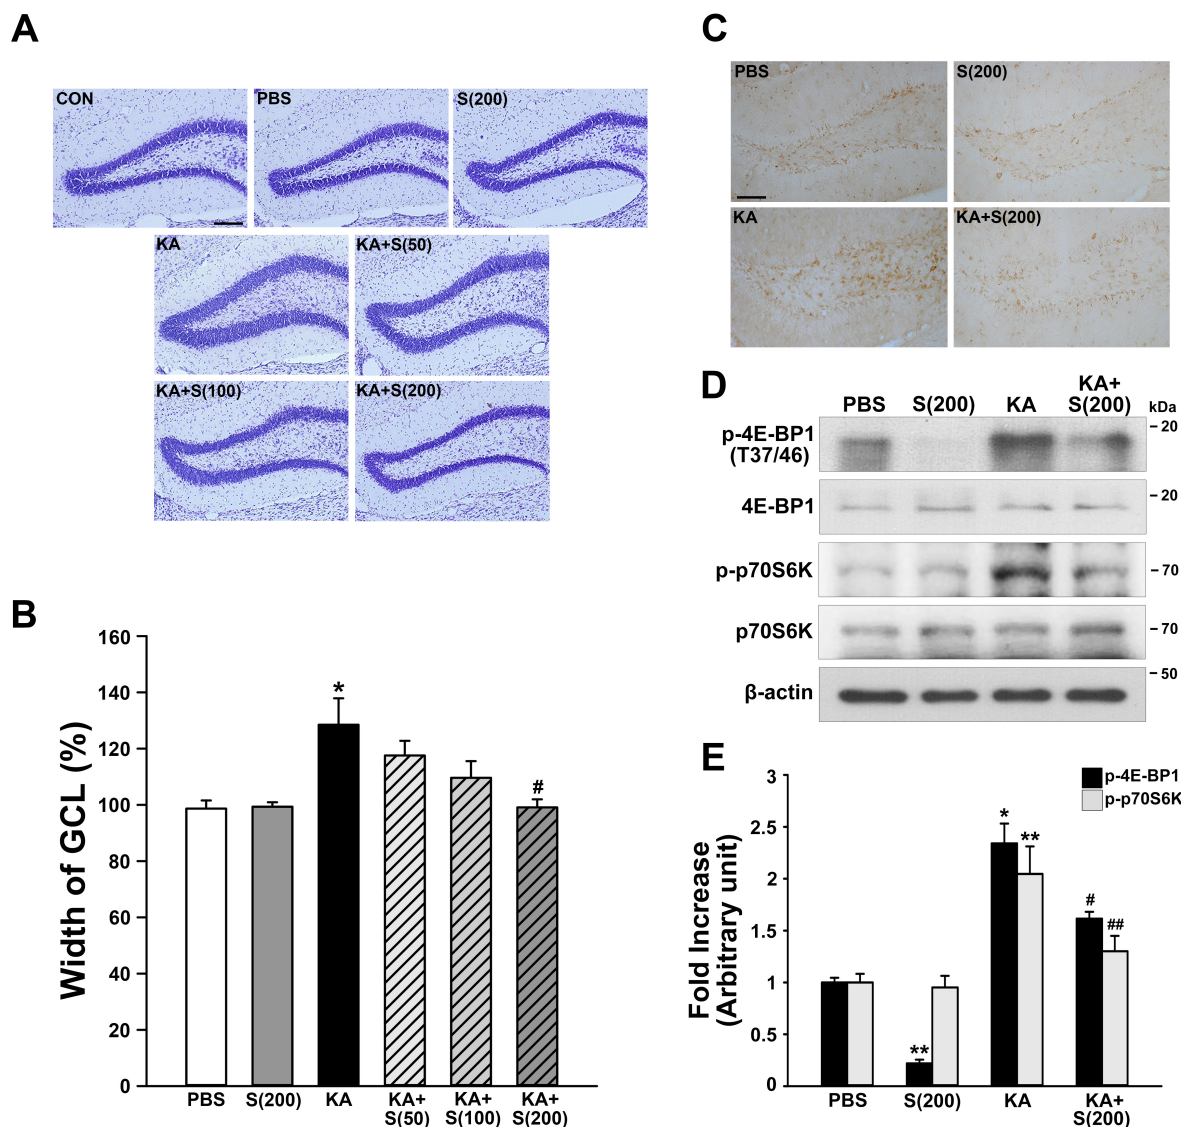 A
CON
PBS
S(200)
KA
KA+S(50)
KA+S(100)
KA+S(200)
B
Width of GCL (%)
160
140
120
100
80
60
40
20
0
*
#
PBS
S(200)
KA
KA+
S(50)
KA+
S(100)
KA+
S(200)
C
PBS
S(200)
KA
KA+S(200)
D
PBS
S(200)
KA
KA+
S(200)
kDa
p-4E-BP1
(T37/46)
20
4E-BP1
20
p-p70S6K
70
p70S6K
70
50
β-actin
E
Fold Increase
(Arbitrary unit)
3
2.5
2
1.5
1
0.5
0
p-4E-BP1
p-p70S6K
**
*
**
#
##
PBS
S(200)
KA
KA+
S(200)